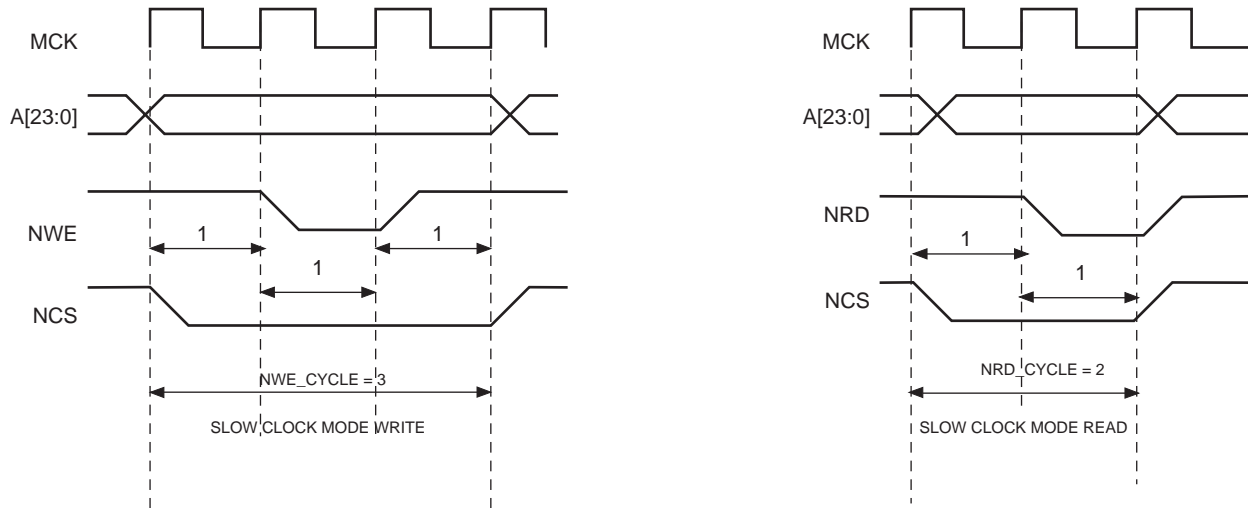 MCK
A[23:0]
NWE
1
1
1
NCS
NWE_CYCLE = 3
SLOW CLOCK MODE WRITE
MCK
A[23:0]
NRD
1
1
NCS
NRD_CYCLE = 2
SLOW CLOCK MODE READ